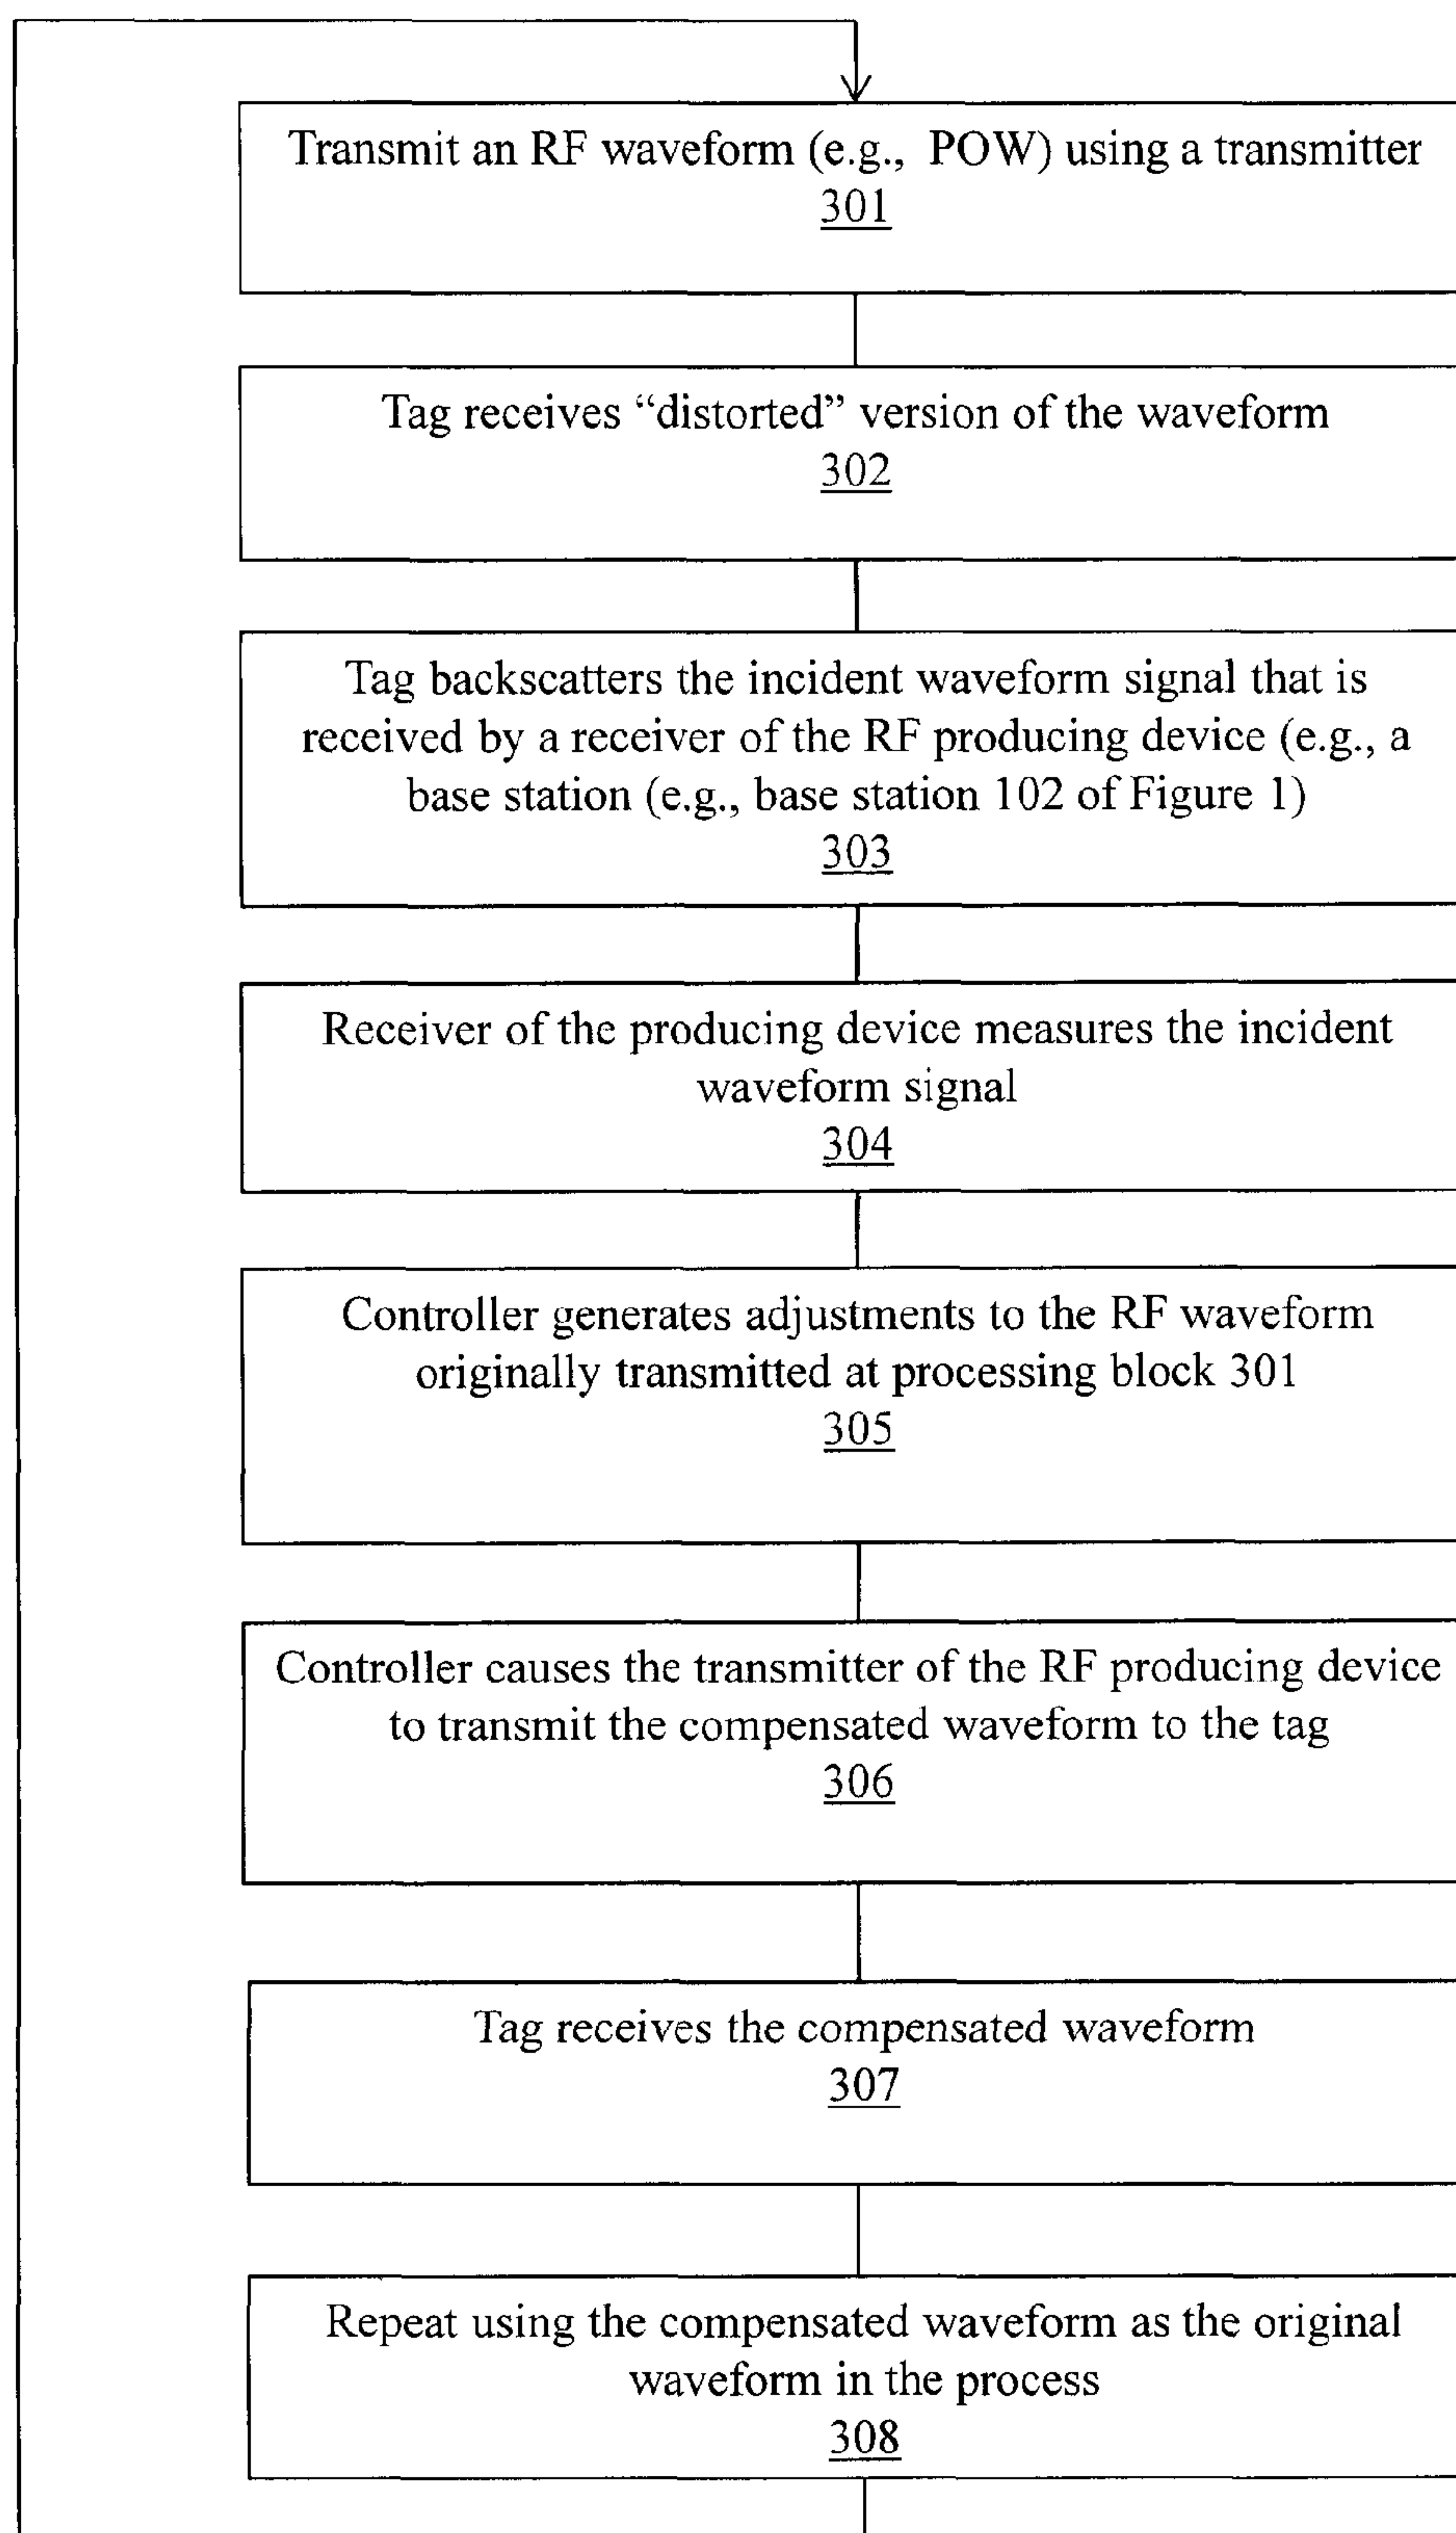 Transmit an RF waveform (e.g., POW) using a transmitter
301
Tag receives “distorted” version of the waveform
302
Tag backscatters the incident waveform signal that is
received by a receiver of the RF producing device (e.g., a
base station (e.g., base station 102 of Figure 1)
303
Receiver of the producing device measures the incident
waveform signal
304
Controller generates adjustments to the RF waveform
originally transmitted at processing block 301
305
Controller causes the transmitter of the RF producing device
to transmit the compensated waveform to the tag
306
Tag receives the compensated waveform
307
Repeat using the compensated waveform as the original
waveform in the process
308